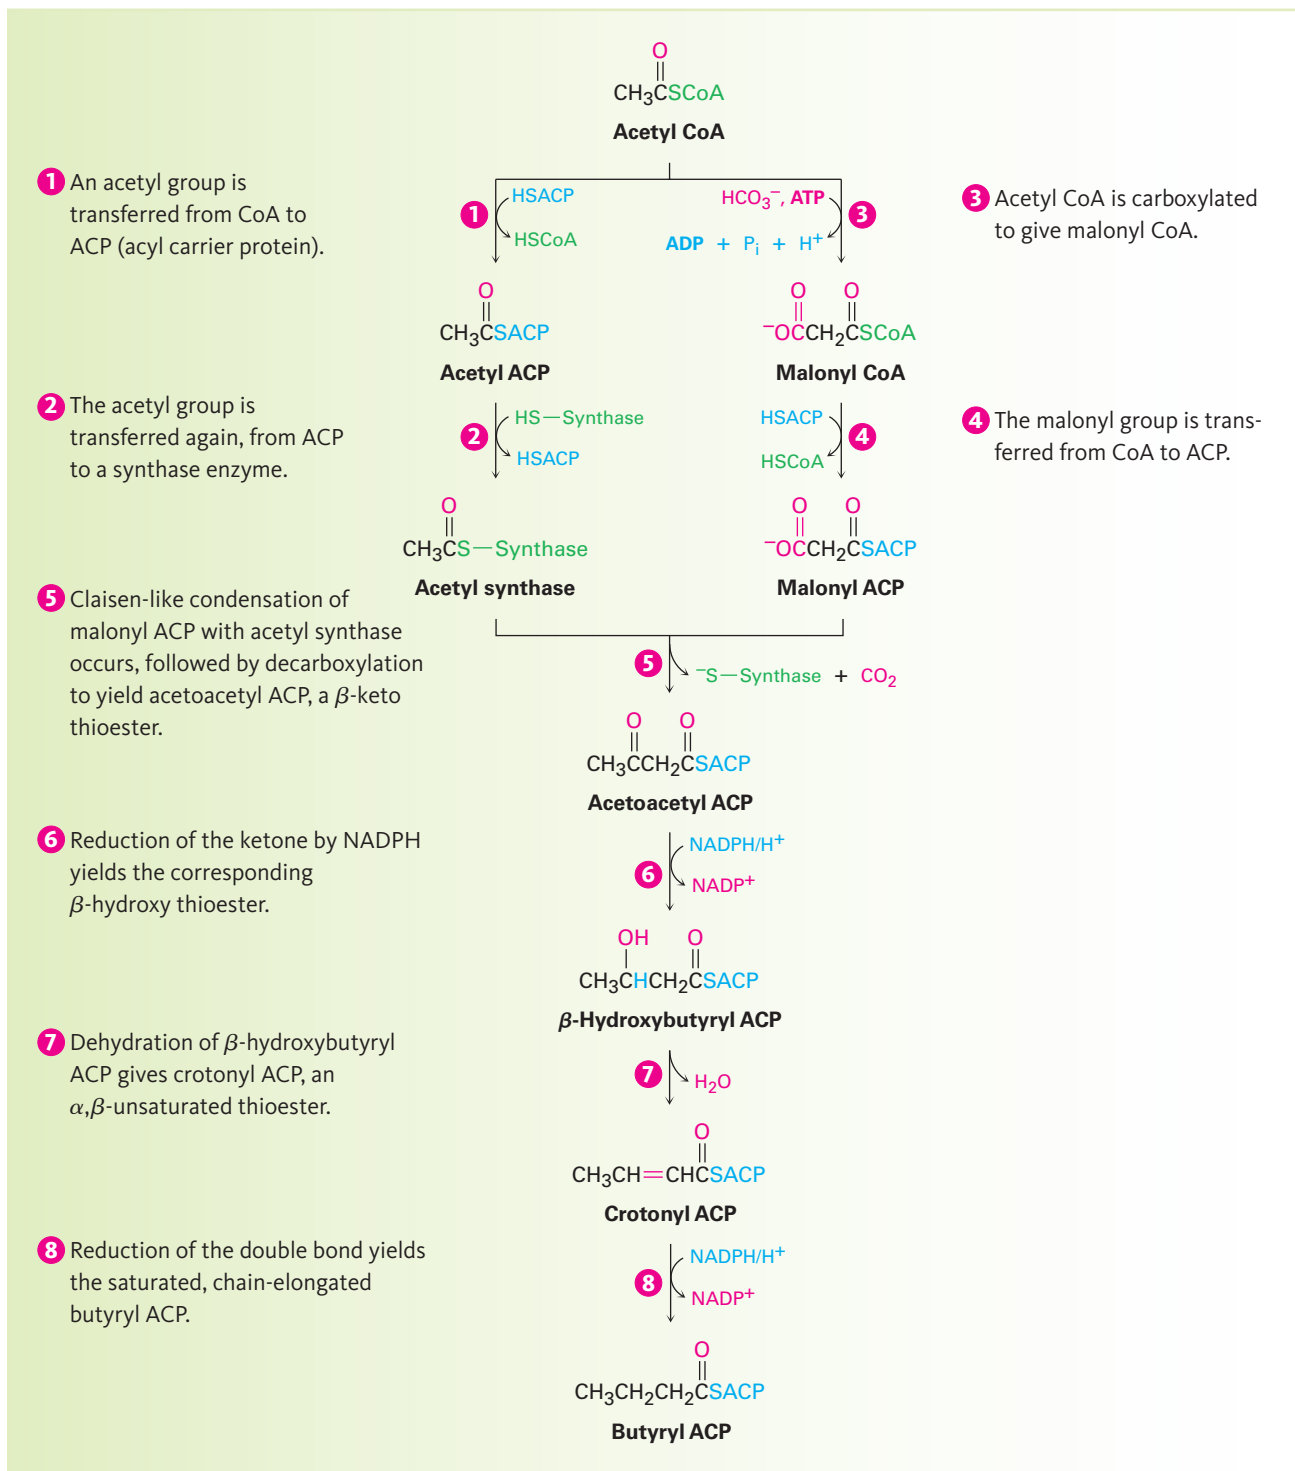 O
CH₃CSCoA
Acetyl CoA
1 An acetyl group is
transferred from CoA to
ACP (acyl carrier protein).
1
HSACP
HSCoA
HCO₃⁻, ATP
ADP + Pᵢ + H⁺
3
3 Acetyl CoA is carboxylated
to give malonyl CoA.
O
CH₃CSACP
Acetyl ACP
O O
⁻OCCH₂CSCoA
Malonyl CoA
2 The acetyl group is
transferred again, from ACP
to a synthase enzyme.
2
HS—Synthase
HSACP
HSACP
HSCoA
4
4 The malonyl group is trans-
ferred from CoA to ACP.
O
CH₃CS—Synthase
Acetyl synthase
O O
⁻OCCH₂CSACP
Malonyl ACP
5 Claisen-like condensation of
malonyl ACP with acetyl synthase
occurs, followed by decarboxylation
to yield acetoacetyl ACP, a β-keto
thioester.
5
⁻S—Synthase + CO₂
O O
CH₃CCH₂CSACP
Acetoacetyl ACP
6 Reduction of the ketone by NADPH
yields the corresponding
β-hydroxy thioester.
6
NADPH/H⁺
NADP⁺
OH O
CH₃CHCH₂CSACP
β-Hydroxybutyryl ACP
7 Dehydration of β-hydroxybutyryl
ACP gives crotonyl ACP, an
α,β-unsaturated thioester.
7
H₂O
O
CH₃CH=CHCSACP
Crotonyl ACP
8 Reduction of the double bond yields
the saturated, chain-elongated
butyryl ACP.
8
NADPH/H⁺
NADP⁺
O
CH₃CH₂CH₂CSACP
Butyryl ACP